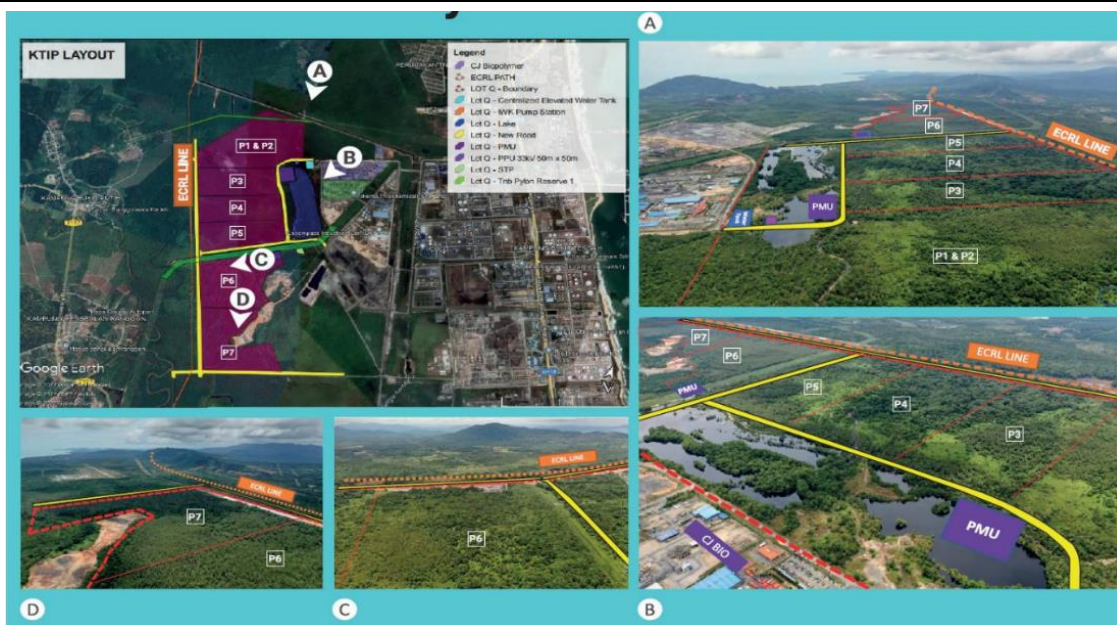 KTIP LAYOUT
Legend
CJ Biopolymer
ECRL PATH
LOT Q - Boundary
Lot Q - Centralized Elevated Water Tank
Lot Q - IWK Pump Station
Lot Q - Lake
Lot Q - New Road
Lot Q - PMU
Lot Q - PPU 33kV 50m x 50m
Lot Q - STP
Lot Q - Tnb Pylon Reserve 1
A
B
C
D
ECRL LINE
P1 & P2
P3
P4
P5
P6
P7
Google Earth
A
P7
P6
ECRL LINE
P5
P4
P3
PMU
Water Tank
P1 & P2
P7
P6
ECRL LINE
P5
P4
P3
PMU
PMU
CJ BIO
B
ECRL LINE
P7
P6
D
ECRL LINE
P6
C